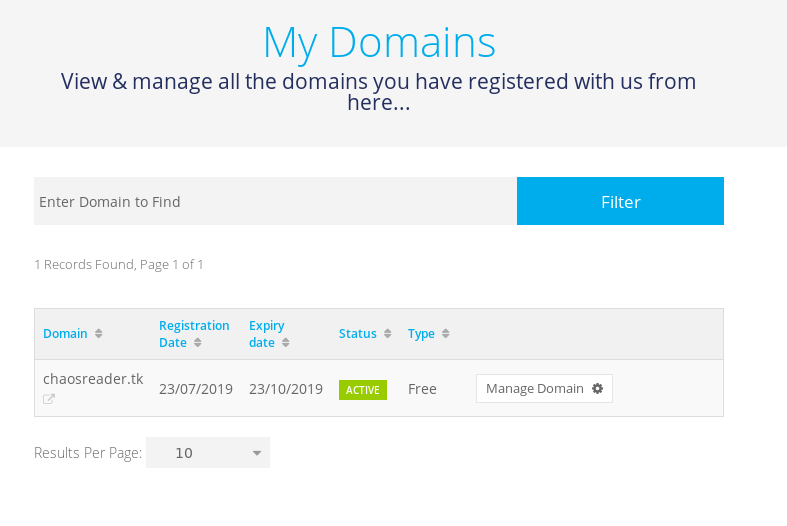 My Domains
View & manage all the domains you have registered with us from
here...
Enter Domain to Find
Filter
1 Records Found, Page 1 of 1
Domain Registration Date Expiry date Status Type
chaosreader.tk 23/07/2019 23/10/2019 ACTIVE Free Manage Domain
Results Per Page: 10